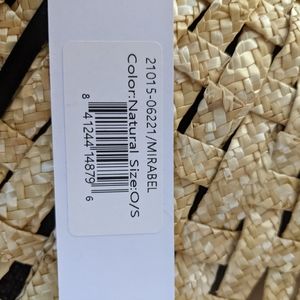 21015-06221/MIRABEL
Color:Natural Size:O/S
8 41244 14879 6